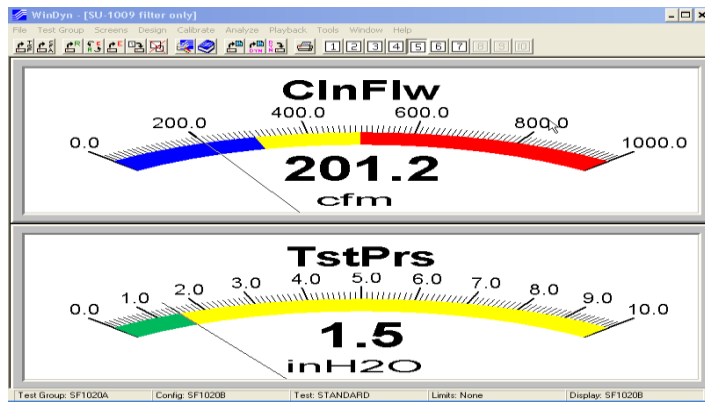 WinDyn - [SU-1009 filter only]
File Test Group Screens Design Calibrate Analyze Playback Tools Window Help
1 2 3 4 5 6 7 8 9 10
ClnFlw
0.0 200.0 400.0 600.0 800.0 1000.0
201.2
cfm
TstPrs
0.0 1.0 2.0 3.0 4.0 5.0 6.0 7.0 8.0 9.0 10.0
1.5
inH2O
Test Group: SF1020A Config: SF1020B Test: STANDARD Limits: None Display: SF1020B